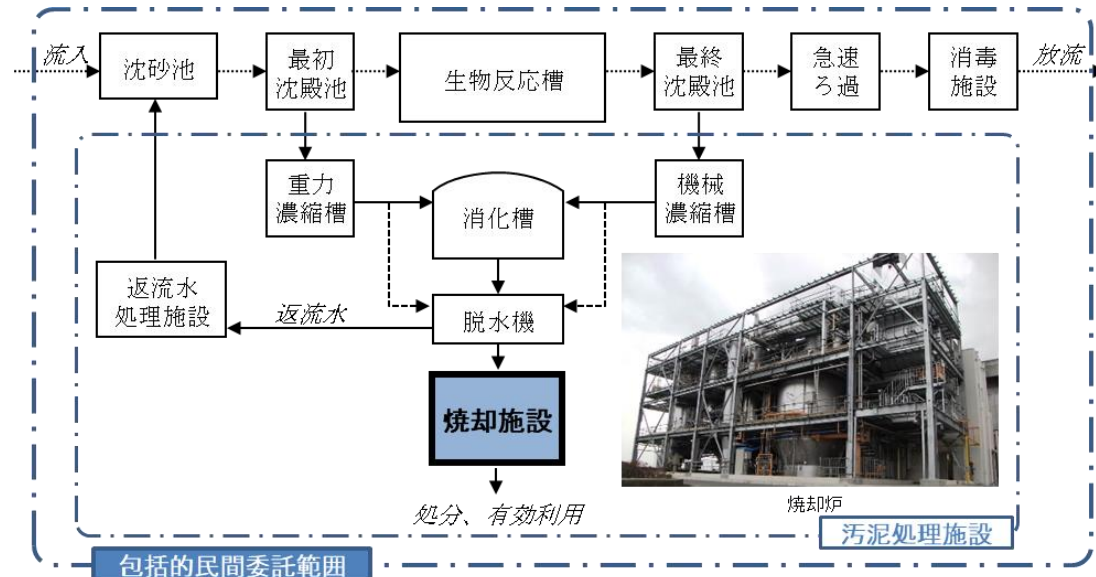 流入
沈砂池
最初
沈殿池
生物反応槽
最終
沈殿池
急速
ろ過
消毒
施設
放流
重力
濃縮槽
消化槽
機械
濃縮槽
返流水
処理施設
返流水
脱水機
焼却施設
処分、有効利用
焼却炉
汚泥処理施設
包括的民間委託範囲